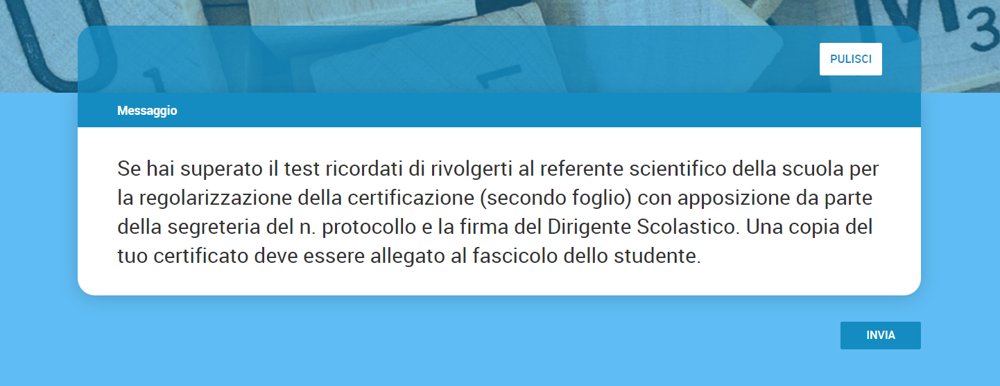 PULISCI
Messaggio
Se hai superato il test ricordati di rivolgerti al referente scientifico della scuola per
la regolarizzazione della certificazione (secondo foglio) con apposizione da parte
della segreteria del n. protocollo e la firma del Dirigente Scolastico. Una copia del
tuo certificato deve essere allegato al fascicolo dello studente.
INVIA